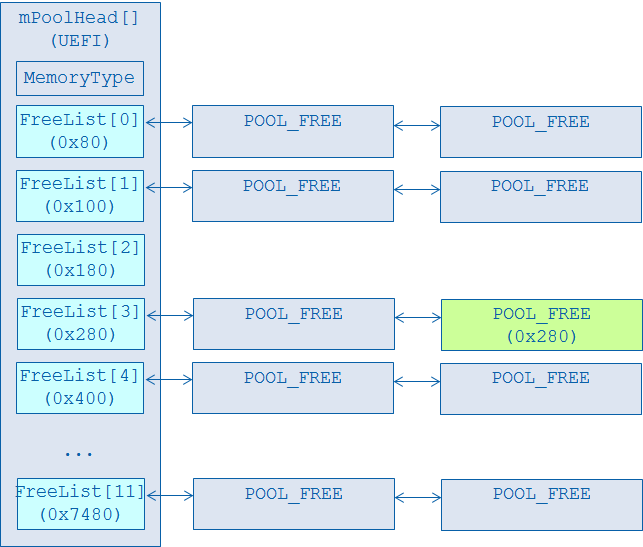 mPoolHead[]
(UEFI)
MemoryType
FreeList[0]
(0x80)
POOL_FREE
POOL_FREE
FreeList[1]
(0x100)
POOL_FREE
POOL_FREE
FreeList[2]
(0x180)
FreeList[3]
(0x280)
POOL_FREE
POOL_FREE
(0x280)
FreeList[4]
(0x400)
POOL_FREE
POOL_FREE
...
FreeList[11]
(0x7480)
POOL_FREE
POOL_FREE